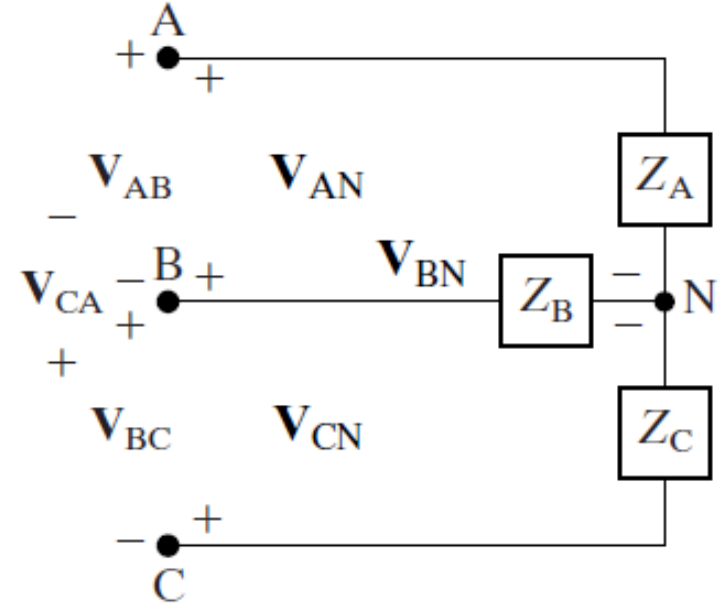 A
+
+
V_AB
V_AN
Z_A
−
B
+
V_BN
−
V_CA
−
Z_B
N
+
−
+
V_BC
V_CN
Z_C
+
−
C